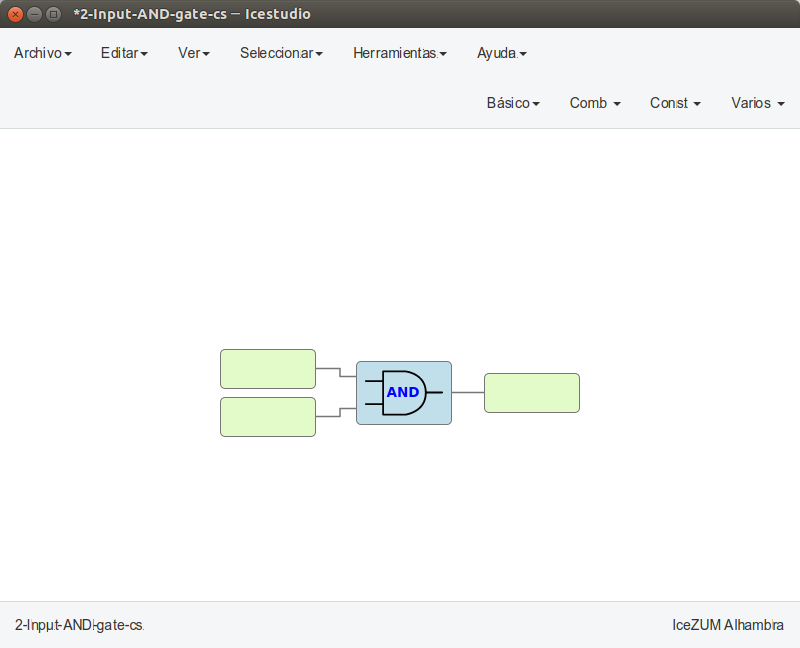 *2-Input-AND-gate-cs — Icestudio
Archivo Editar Ver Seleccionar Herramientas Ayuda
Básico Comb Const Varios
AND
2-Input-AND-gate-cs
IceZUM Alhambra